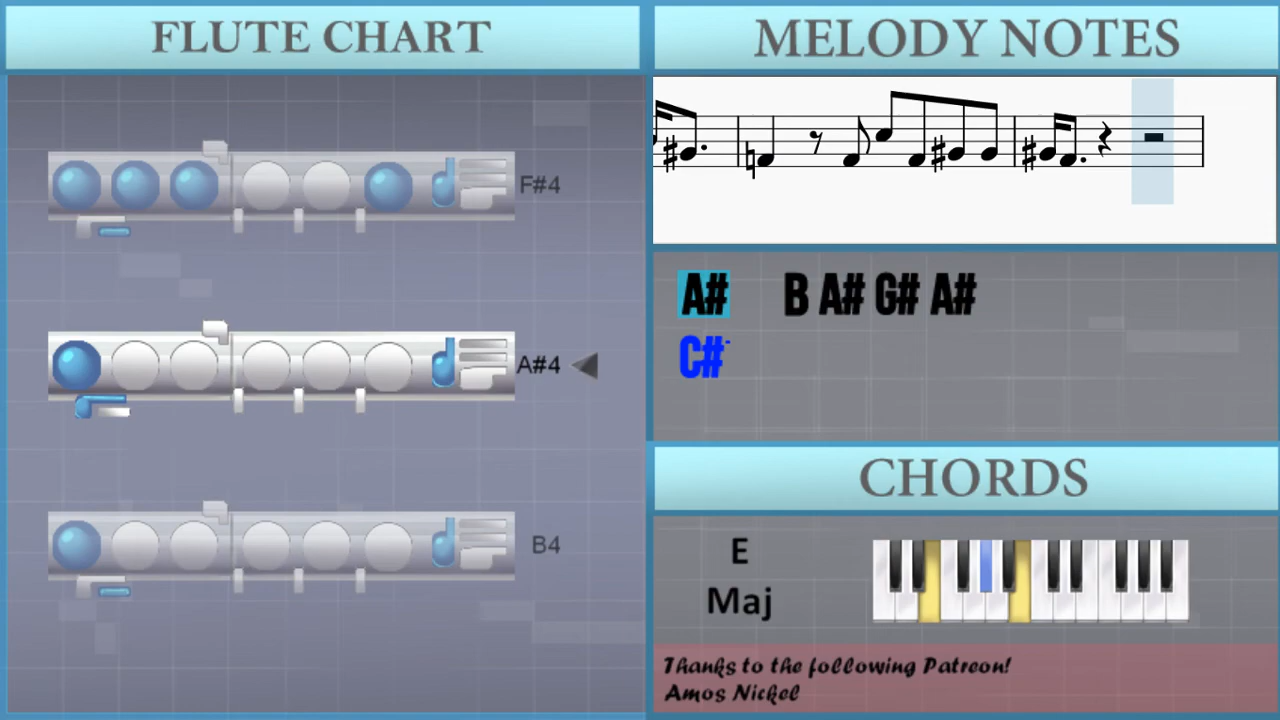 FLUTE CHART
MELODY NOTES
F#4
A#4
B4
A# B A# G# A#
C#-
CHORDS
E
Maj
Thanks to the following Patreon!
Amos Nickel